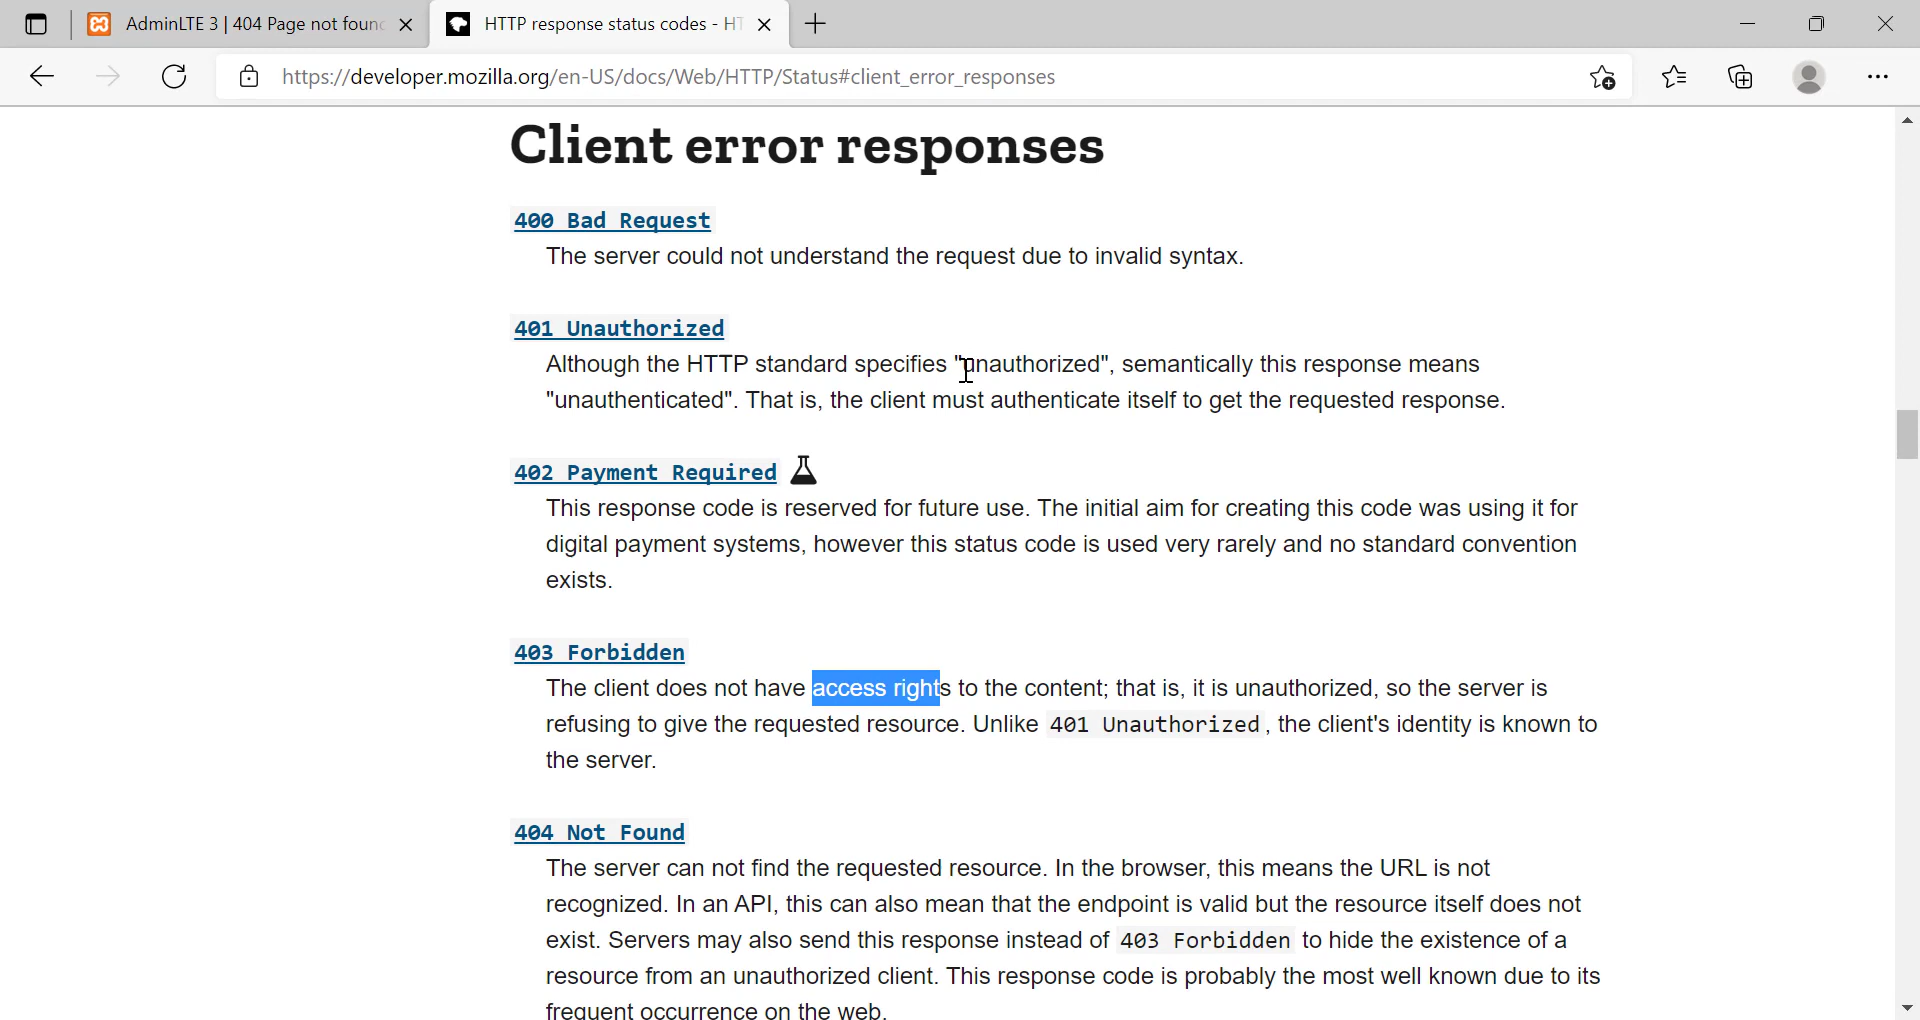 AdminLTE 3 | 404 Page not found
HTTP response status codes - HT
https://developer.mozilla.org/en-US/docs/Web/HTTP/Status#client_error_responses
Client error responses
400 Bad Request
The server could not understand the request due to invalid syntax.
401 Unauthorized
Although the HTTP standard specifies "unauthorized", semantically this response means
"unauthenticated". That is, the client must authenticate itself to get the requested response.
402 Payment Required
This response code is reserved for future use. The initial aim for creating this code was using it for
digital payment systems, however this status code is used very rarely and no standard convention
exists.
403 Forbidden
The client does not have access rights to the content; that is, it is unauthorized, so the server is
refusing to give the requested resource. Unlike 401 Unauthorized, the client's identity is known to
the server.
404 Not Found
The server can not find the requested resource. In the browser, this means the URL is not
recognized. In an API, this can also mean that the endpoint is valid but the resource itself does not
exist. Servers may also send this response instead of 403 Forbidden to hide the existence of a
resource from an unauthorized client. This response code is probably the most well known due to its
frequent occurrence on the web.